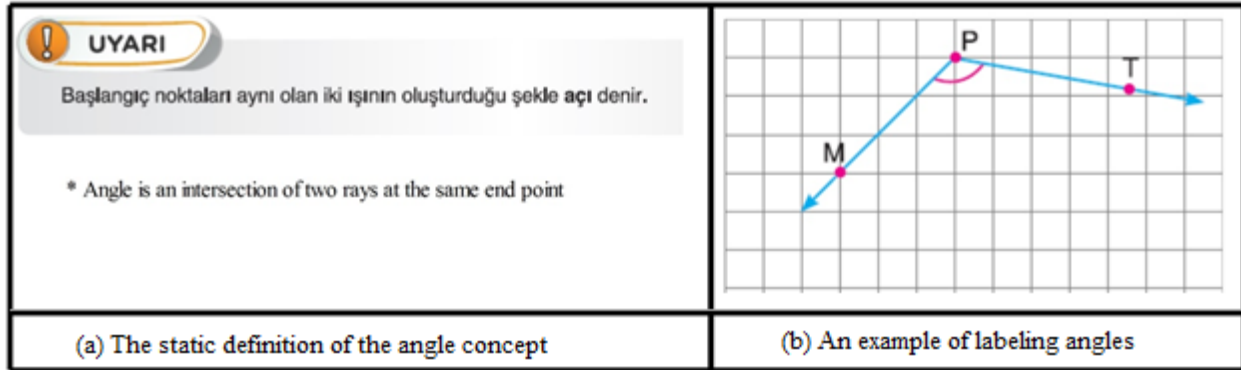 UYARI
Başlangıç noktaları aynı olan iki ışının oluşturduğu şekle açı denir.
* Angle is an intersection of two rays at the same end point
P
T
M
(a) The static definition of the angle concept
(b) An example of labeling angles